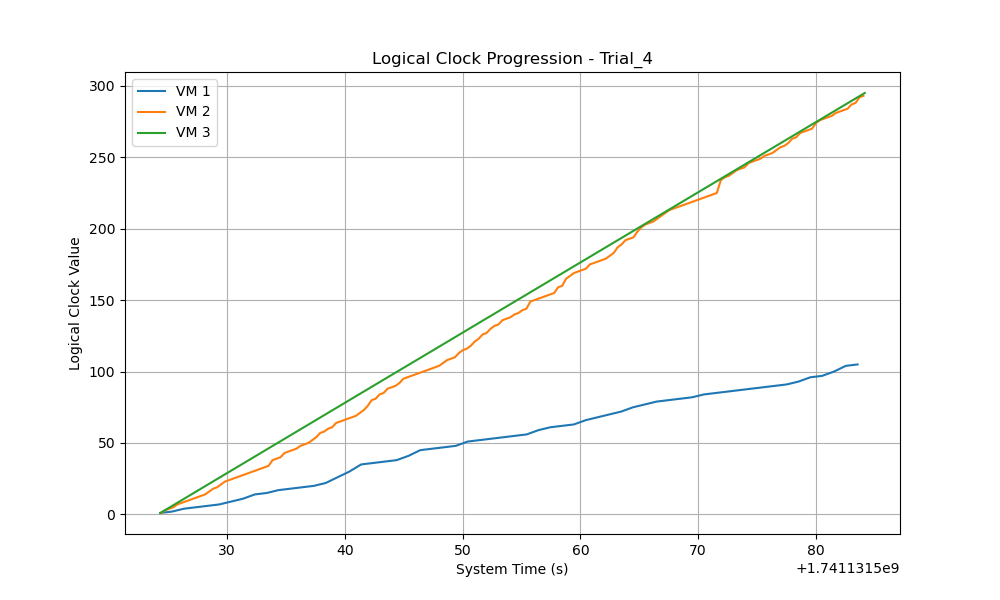 Logical Clock Progression - Trial_4
VM 1
VM 2
VM 3
Logical Clock Value
300
250
200
150
100
50
0
30 40 50 60 70 80
System Time (s)
+1.7411315e9